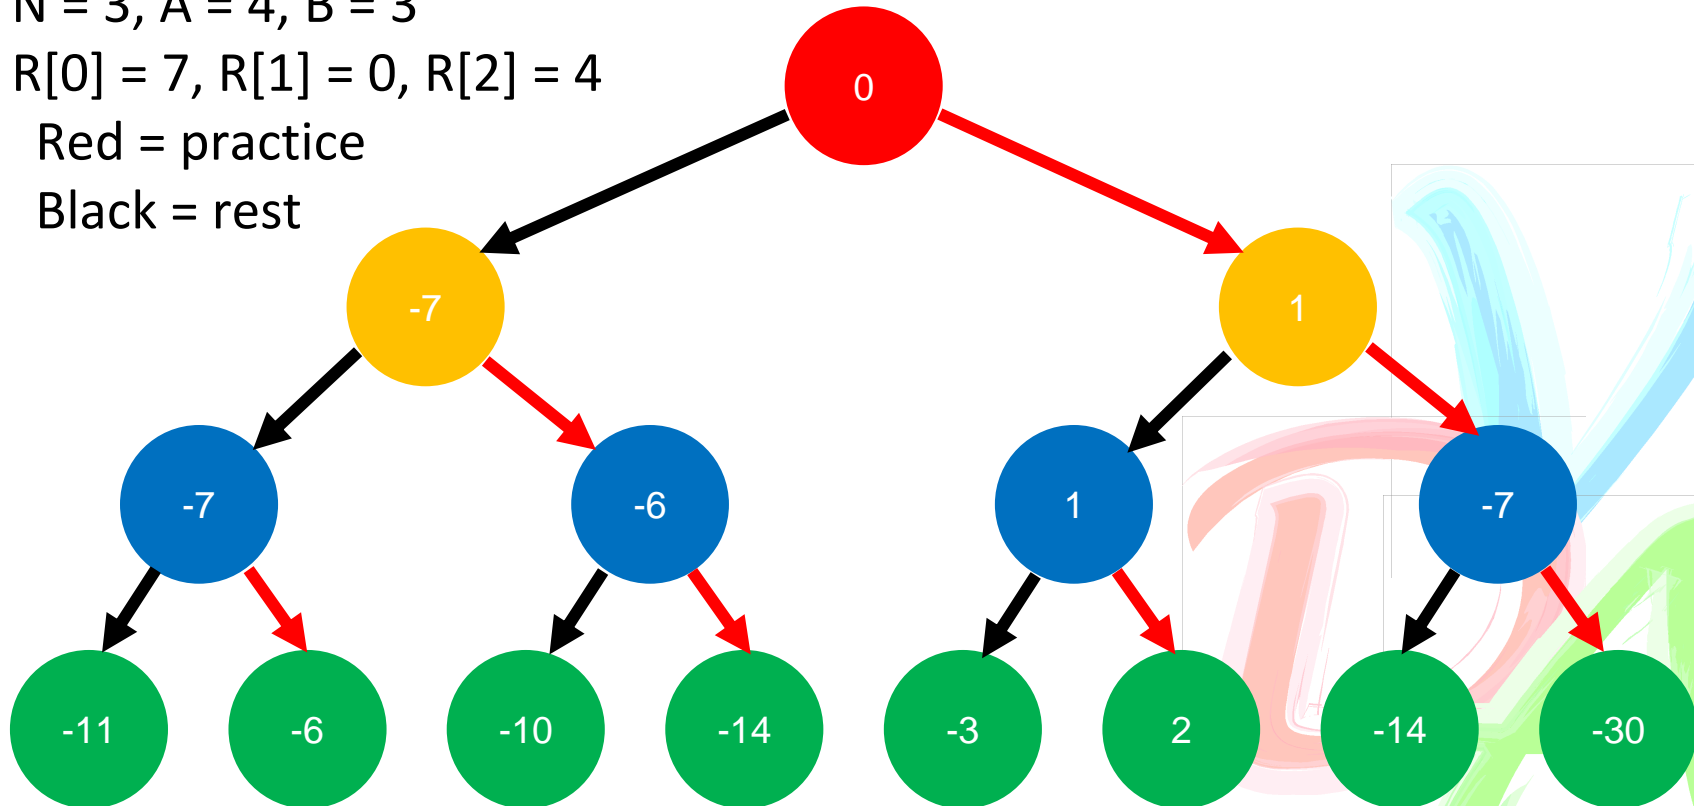 N = 3, A = 4, B = 3
R[0] = 7, R[1] = 0, R[2] = 4
Red = practice
Black = rest
0
-7 1
-7 -6 1 -7
-11 -6 -10 -14 -3 2 -14 -30